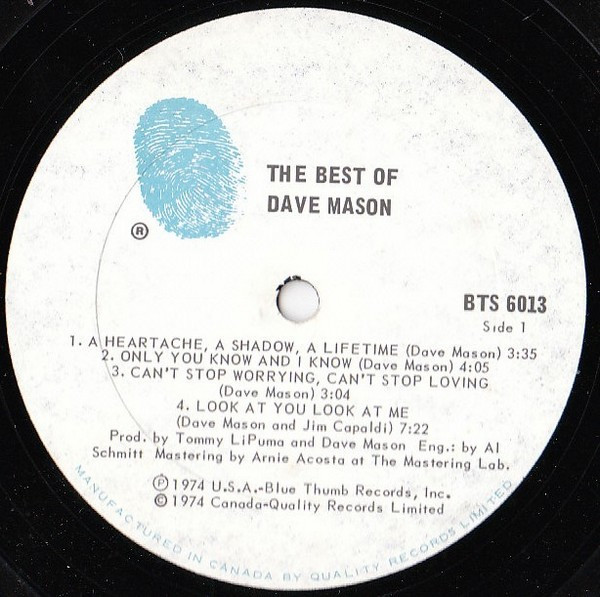 THE BEST OF
DAVE MASON
®
BTS 6013
Side 1
1. A HEARTACHE, A SHADOW, A LIFETIME (Dave Mason) 3:35
2. ONLY YOU KNOW AND I KNOW (Dave Mason) 4:05
3. CAN'T STOP WORRYING, CAN'T STOP LOVING
(Dave Mason) 3:04
4. LOOK AT YOU LOOK AT ME
(Dave Mason and Jim Capaldi) 7:22
Prod. by Tommy LiPuma and Dave Mason Eng.: by Al
Schmitt Mastering by Arnie Acosta at The Mastering Lab.
℗ 1974 U.S.A.-Blue Thumb Records, Inc.
© 1974 Canada-Quality Records Limited
MANUFACTURED IN CANADA BY QUALITY RECORDS LIMITED